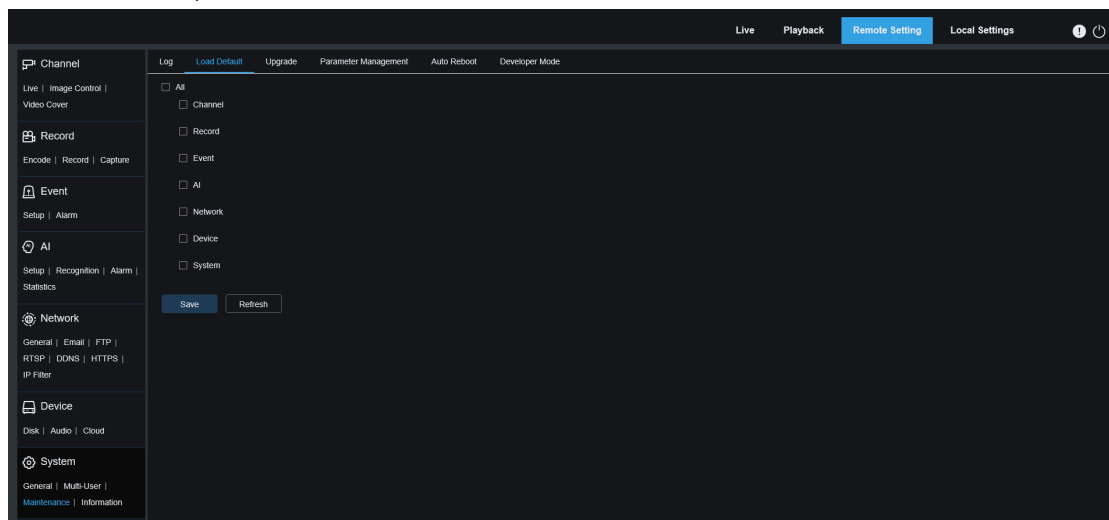 Live Playback Remote Setting Local Settings
Channel
Live | Image Control |
Video Cover
Record
Encode | Record | Capture
Event
Setup | Alarm
AI
Setup | Recognition | Alarm |
Statistics
Network
General | Email | FTP |
RTSP | DDNS | HTTPS |
IP Filter
Device
Disk | Audio | Cloud
System
General | Multi-User |
Maintenance | Information
Log Load Default Upgrade Parameter Management Auto Reboot Developer Mode
All
Channel
Record
Event
AI
Network
Device
System
Save Refresh